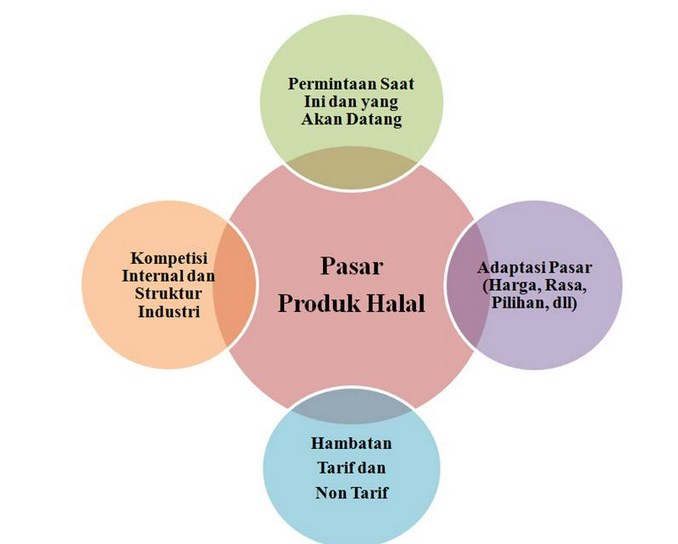 Permintaan Saat
Ini dan yang
Akan Datang
Kompetisi
Internal dan
Struktur
Industri
Pasar
Produk Halal
Adaptasi Pasar
(Harga, Rasa,
Pilihan, dll)
Hambatan
Tarif dan
Non Tarif